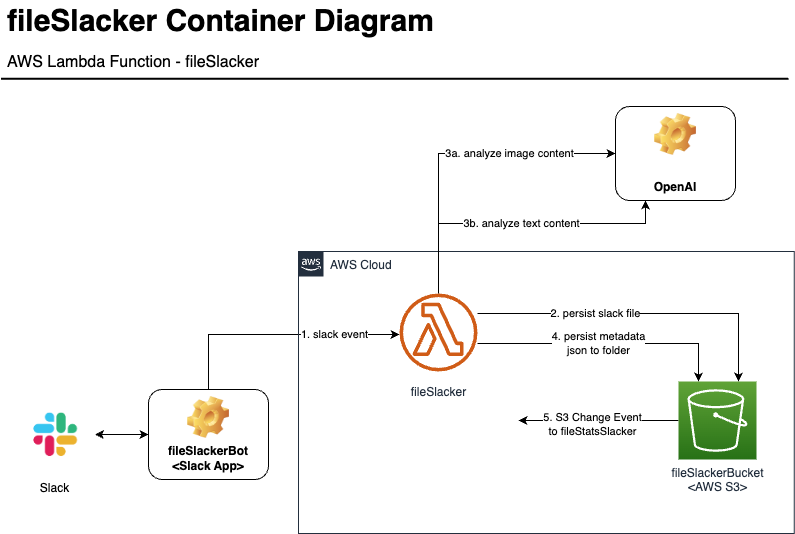 fileSlacker Container Diagram
AWS Lambda Function - fileSlacker
3a. analyze image content
OpenAI
3b. analyze text content
aws
AWS Cloud
2. persist slack file
1. slack event
4. persist metadata
json to folder
fileSlacker
5. S3 Change Event
to fileStatsSlacker
fileSlackerBot
<Slack App>
fileSlackerBucket
<AWS S3>
Slack